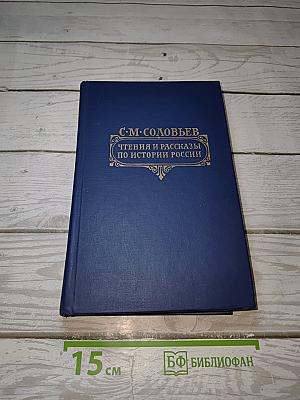 С·М·СОЛОВЬЕВ
ЧТЕНИЯ И РАССКАЗЫ
ПО ИСТОРИИ РОССИИ
15 см
БФ БИБЛИОФАН